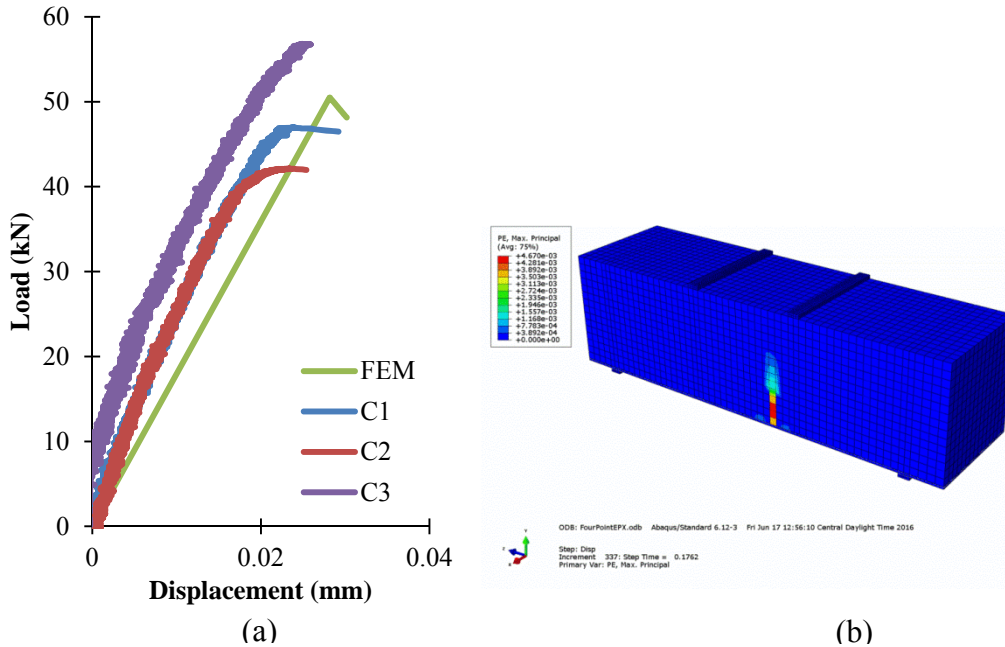 60
50
40
30
20
10
0
Load (kN)
FEM
C1
C2
C3
0
0.02
0.04
Displacement (mm)
(a)
PE, Max. Principal
(Avg: 75%)
+4.670e-03
+4.281e-03
+3.892e-03
+3.503e-03
+3.113e-03
+2.724e-03
+2.335e-03
+1.946e-03
+1.557e-03
+1.168e-03
+7.783e-04
+3.892e-04
+0.000e+00
ODB: FourPointEPX.odb Abaqus/Standard 6.12-3 Fri Jun 17 12:56:10 Central Daylight Time 2016
Step: Disp
Increment 337: Step Time = 0.1762
Primary Var: PE, Max. Principal
(b)